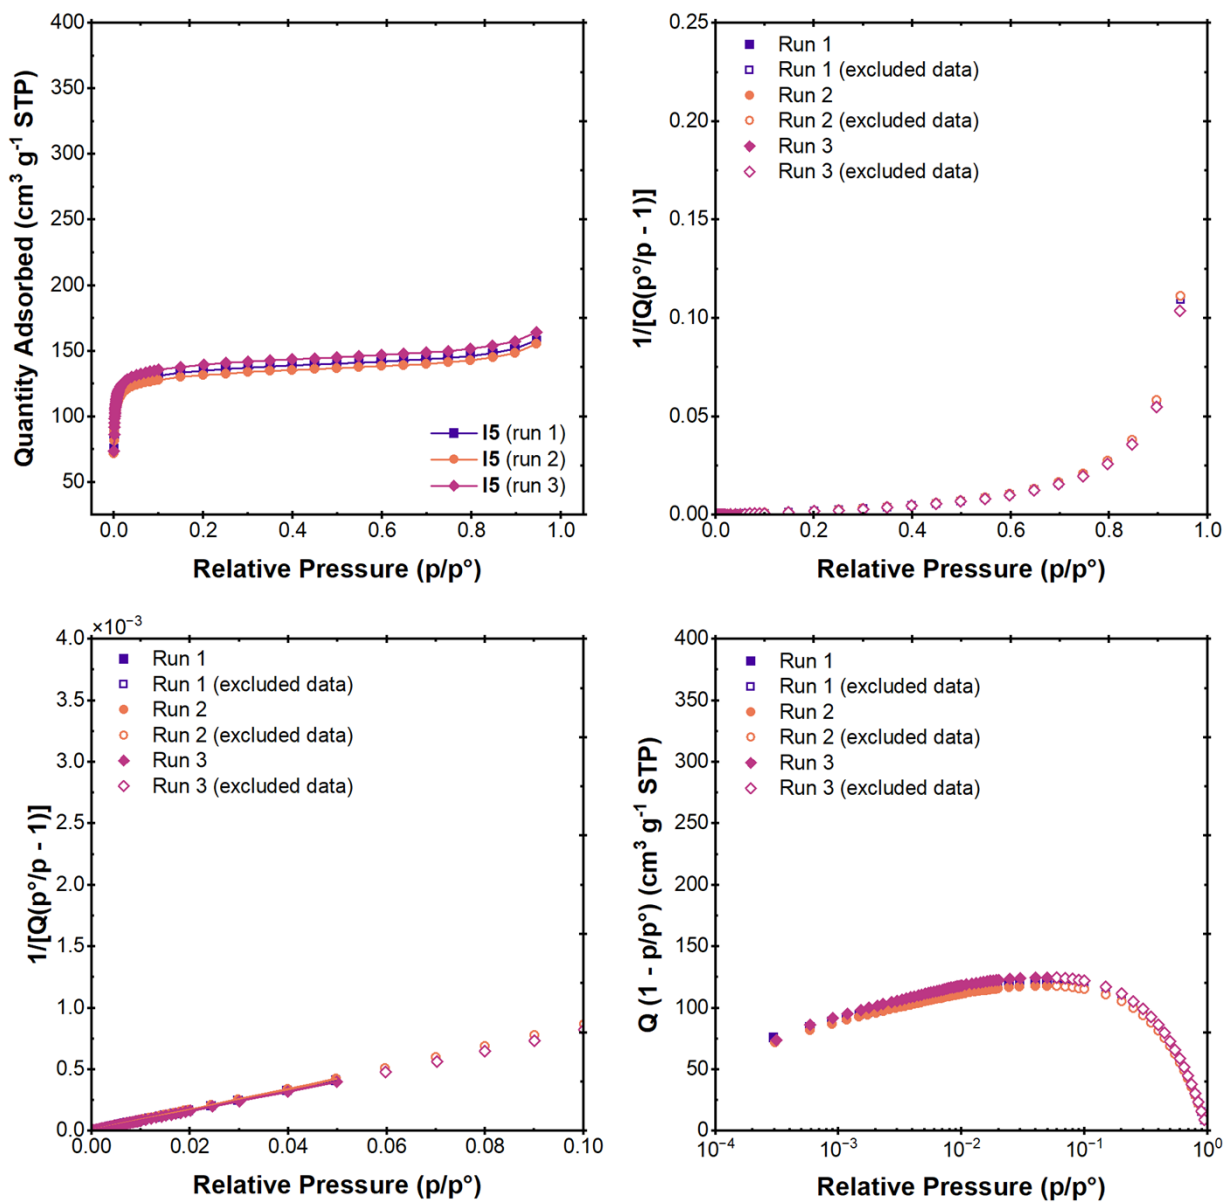 400
350
300
250
200
150
100
50
Quantity Adsorbed (cm³ g⁻¹ STP)
I5 (run 1)
I5 (run 2)
I5 (run 3)
0.0 0.2 0.4 0.6 0.8 1.0
Relative Pressure (p/p°)
0.25
0.20
0.15
0.10
0.05
0.00
1/[Q(p°/p - 1)]
Run 1
Run 1 (excluded data)
Run 2
Run 2 (excluded data)
Run 3
Run 3 (excluded data)
0.0 0.2 0.4 0.6 0.8 1.0
Relative Pressure (p/p°)
×10⁻³
4.0
3.5
3.0
2.5
2.0
1.5
1.0
0.5
0.0
1/[Q(p°/p - 1)]
Run 1
Run 1 (excluded data)
Run 2
Run 2 (excluded data)
Run 3
Run 3 (excluded data)
0.00 0.02 0.04 0.06 0.08 0.10
Relative Pressure (p/p°)
400
350
300
250
200
150
100
50
0
Q (1 - p/p°) (cm³ g⁻¹ STP)
Run 1
Run 1 (excluded data)
Run 2
Run 2 (excluded data)
Run 3
Run 3 (excluded data)
10⁻⁴ 10⁻³ 10⁻² 10⁻¹ 10⁰
Relative Pressure (p/p°)